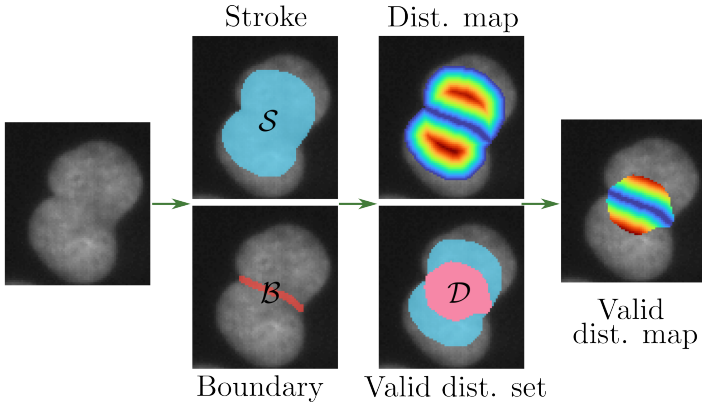 Stroke
Dist. map
S
B
D
Boundary
Valid dist. set
Valid
dist. map